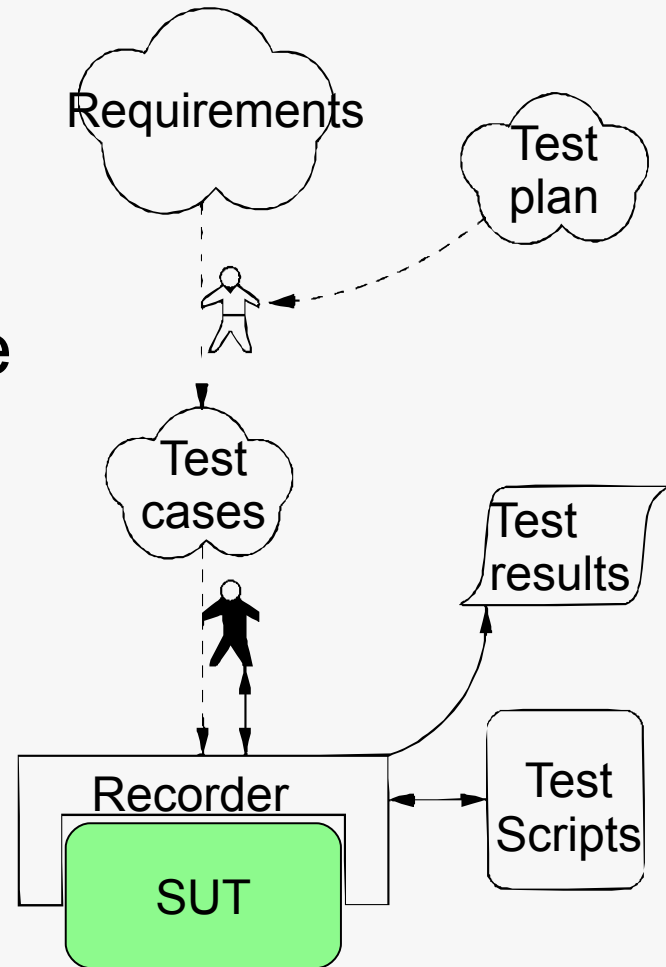 Requirements
Test
plan
e
Test
cases
Test
results
Recorder
Test
Scripts
SUT